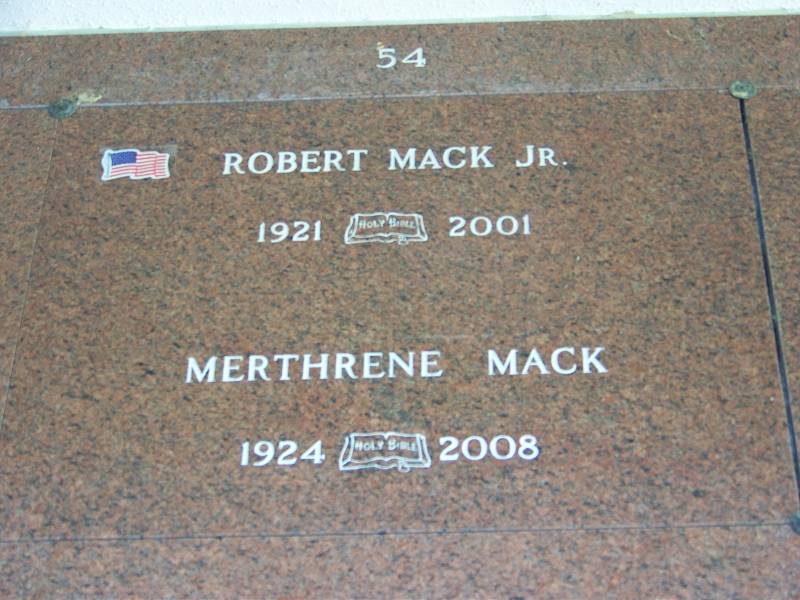 54
ROBERT MACK JR.
1921 HOLY BIBLE 2001
MERTHRENE MACK
1924 HOLY BIBLE 2008